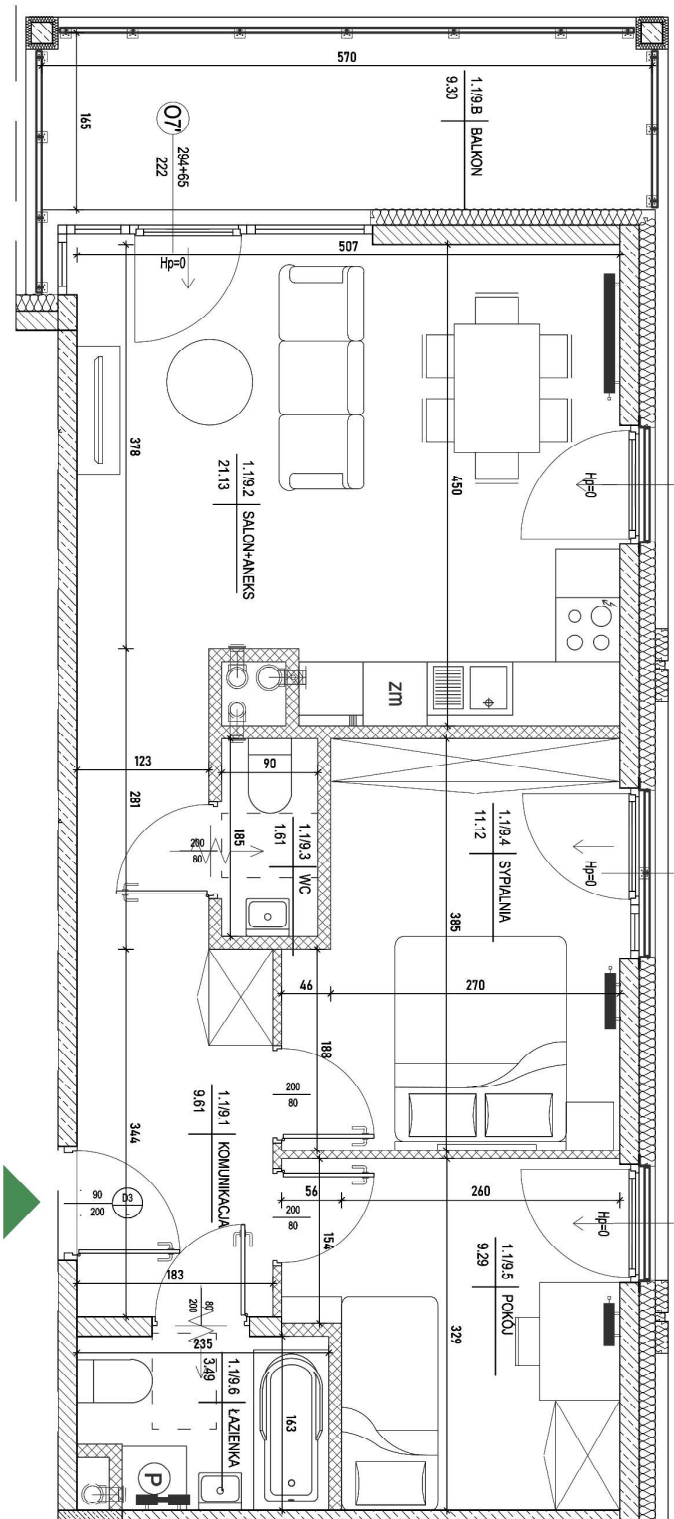 570
165
1.1/9.B BALKON
9.30
O7'
294+65
222
Hp=0
507
378
450
1.1/9.2 SALON+ANEKS
21.13
Hp=0
zm
123
281
90
185
200
80
1.1/9.3 WC
1.61
1.1/9.4 SYPIALNIA
11.12
Hp=0
385
46
270
188
200
80
344
1.1/9.1 KOMUNIKACJA
9.61
90
200
D3
56
260
200
80
154
Hp=0
1.1/9.5 POKÓJ
9.29
183
80
200
329
235
1.1/9.6 ŁAZIENKA
3.49
163
P